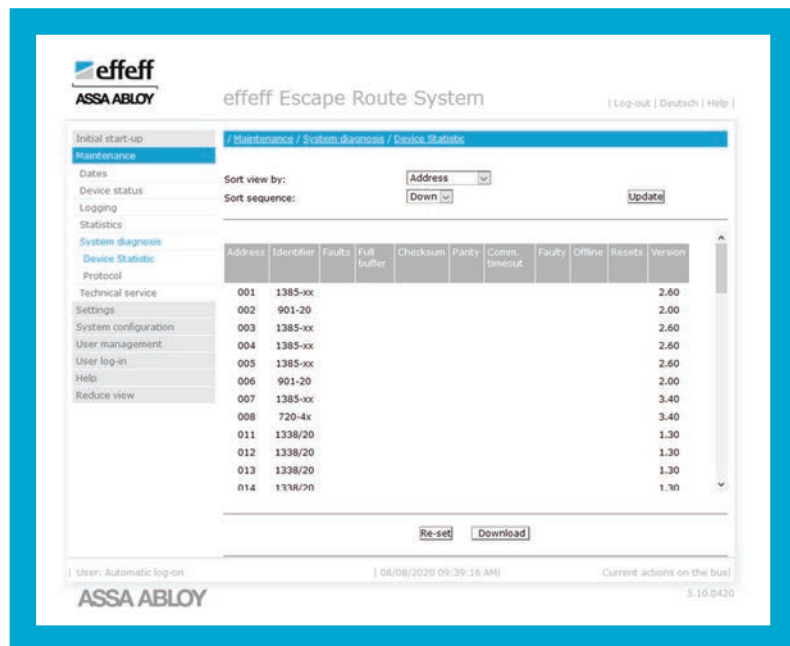 effeff
ASSA ABLOY
effeff Escape Route System
| Log-out | Deutsch | Help |
Initial start-up
Maintenance
Dates
Device status
Logging
Statistics
System diagnosis
Device Statistic
Protocol
Technical service
Settings
System configuration
User management
User log-in
Help
Reduce view
/ Maintenance / System diagnosis / Device Statistic
Sort view by: Address
Sort sequence: Down Update
Address Identifier Faults Full buffer Checksum Parity Comm. timeout Faulty Offline Resets Version
001 1385-xx 2.60
002 901-20 2.00
003 1385-xx 2.60
004 1385-xx 2.60
005 1385-xx 2.60
006 901-20 2.00
007 1385-xx 3.40
008 720-4x 3.40
011 1338/20 1.30
012 1338/20 1.30
013 1338/20 1.30
014 1338/20 1.30
Re-set Download
| User: Automatic log-on | 08/08/2020 09:39:16 AM| Current actions on the bus|
ASSA ABLOY
5.10.0420